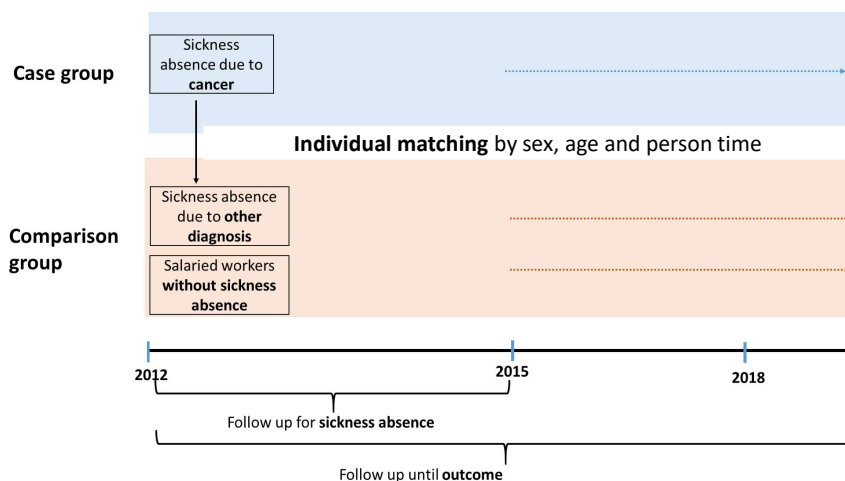 Case group
Sickness
absence due to
cancer
Individual matching by sex, age and person time
Comparison
group
Sickness absence
due to other
diagnosis
Salaried workers
without sickness
absence
2012
2015
2018
Follow up for sickness absence
Follow up until outcome